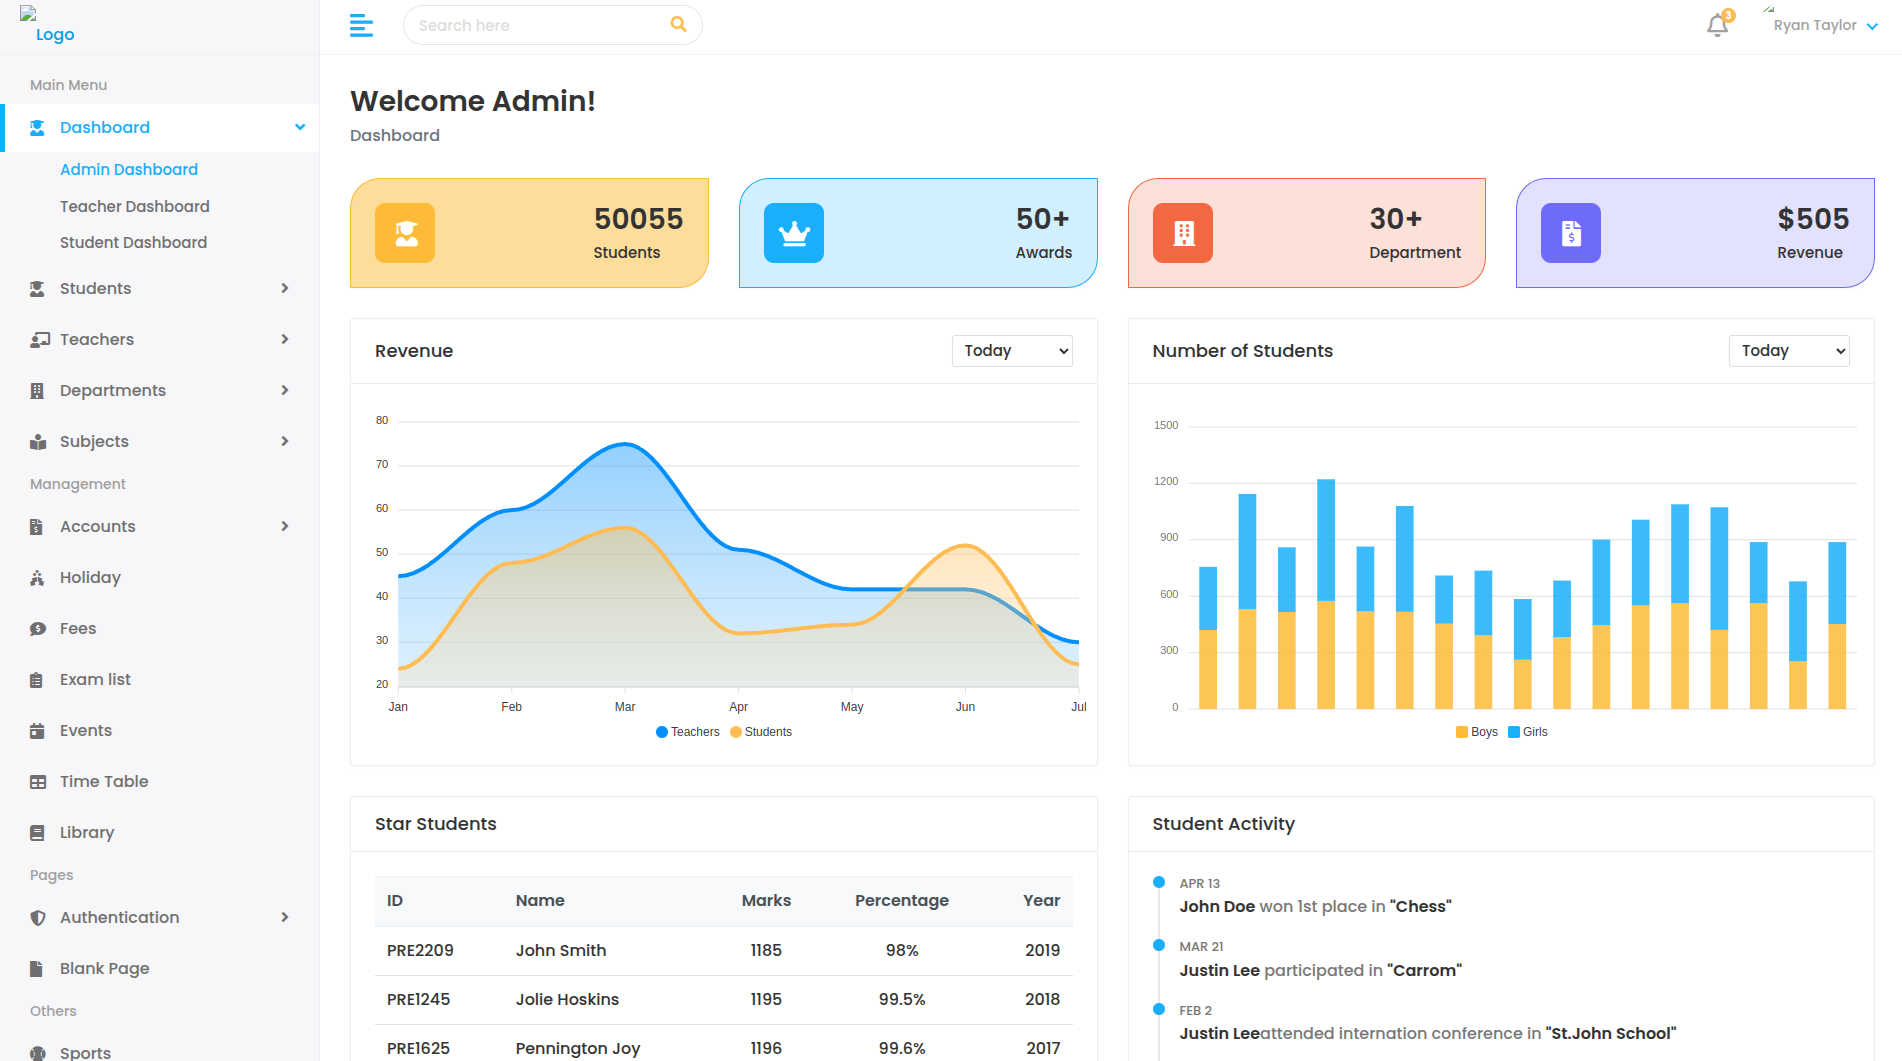 Logo
Search here
3
Ryan Taylor
Main Menu
Dashboard
Admin Dashboard
Teacher Dashboard
Student Dashboard
Students
Teachers
Departments
Subjects
Management
Accounts
Holiday
Fees
Exam list
Events
Time Table
Library
Pages
Authentication
Blank Page
Others
Sports
Welcome Admin!
Dashboard
50055
Students
50+
Awards
30+
Department
$505
Revenue
Revenue
Today
80
70
60
50
40
30
20
Jan Feb Mar Apr May Jun Jul
Teachers Students
Number of Students
Today
1500
1200
900
600
300
0
Boys Girls
Star Students
ID Name Marks Percentage Year
PRE2209 John Smith 1185 98% 2019
PRE1245 Jolie Hoskins 1195 99.5% 2018
PRE1625 Pennington Joy 1196 99.6% 2017
Student Activity
APR 13
John Doe won 1st place in "Chess"
MAR 21
Justin Lee participated in "Carrom"
FEB 2
Justin Leeattended internation conference in "St.John School"